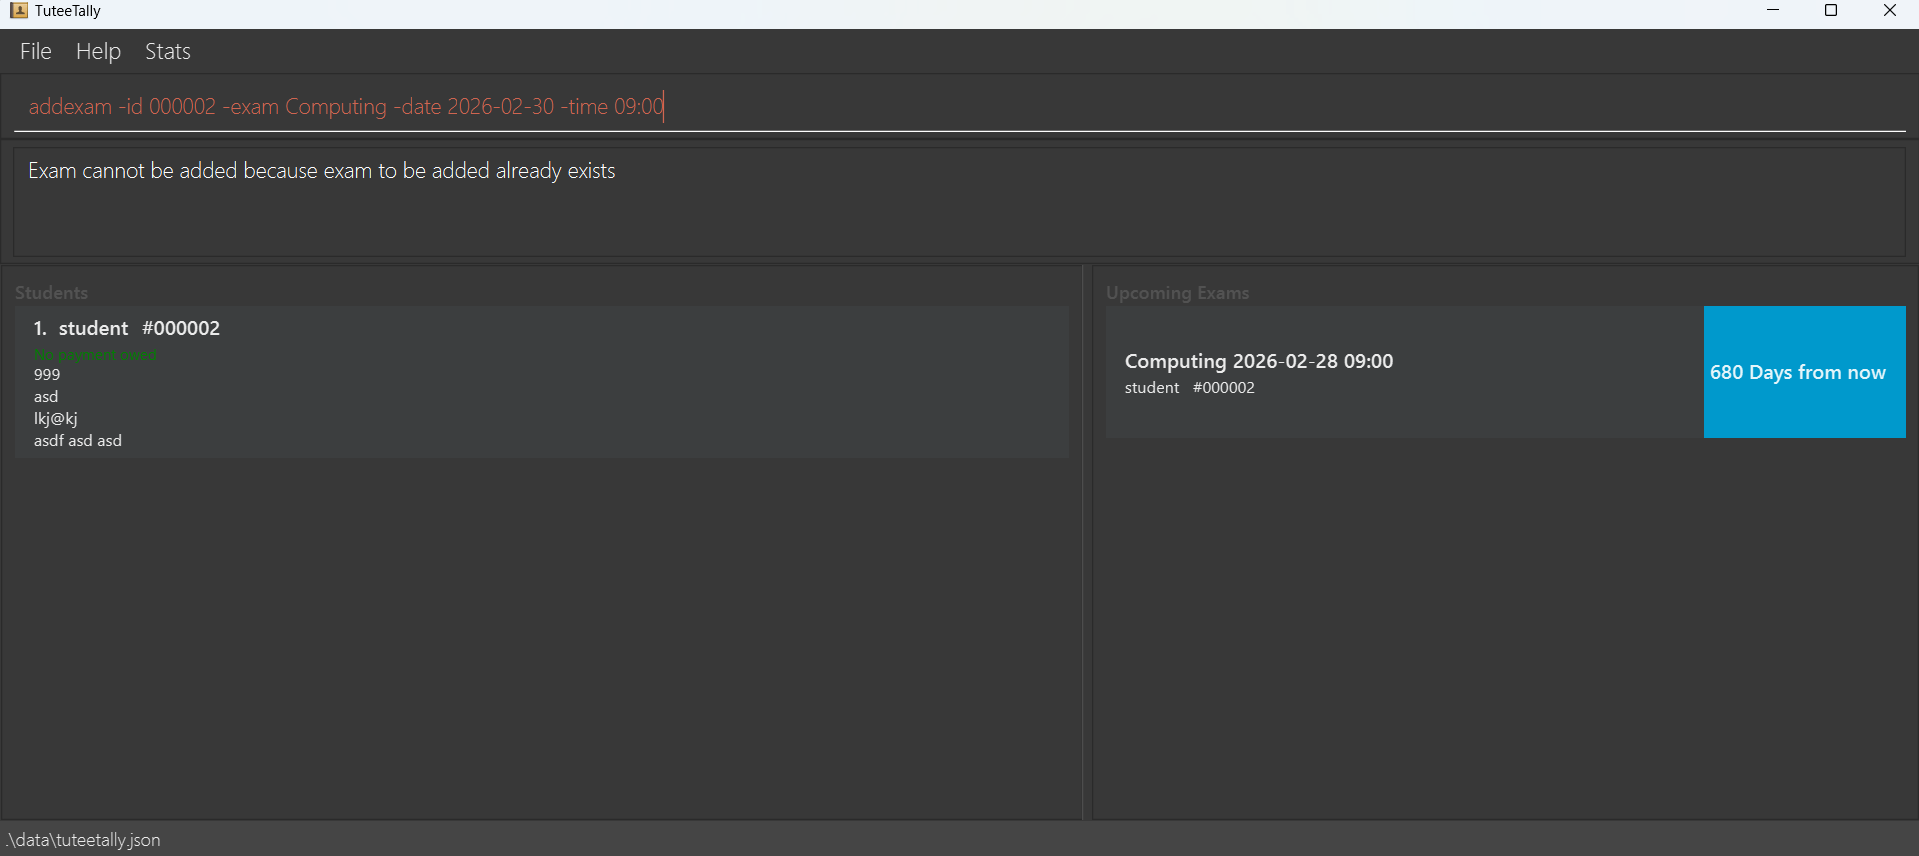 TuteeTally
File Help Stats
addexam -id 000002 -exam Computing -date 2026-02-30 -time 09:00
Exam cannot be added because exam to be added already exists
Students
1. student #000002
No payment owed
999
asd
lkj@kj
asdf asd asd
Upcoming Exams
Computing 2026-02-28 09:00
student #000002
680 Days from now
.\data\tuteetally.json